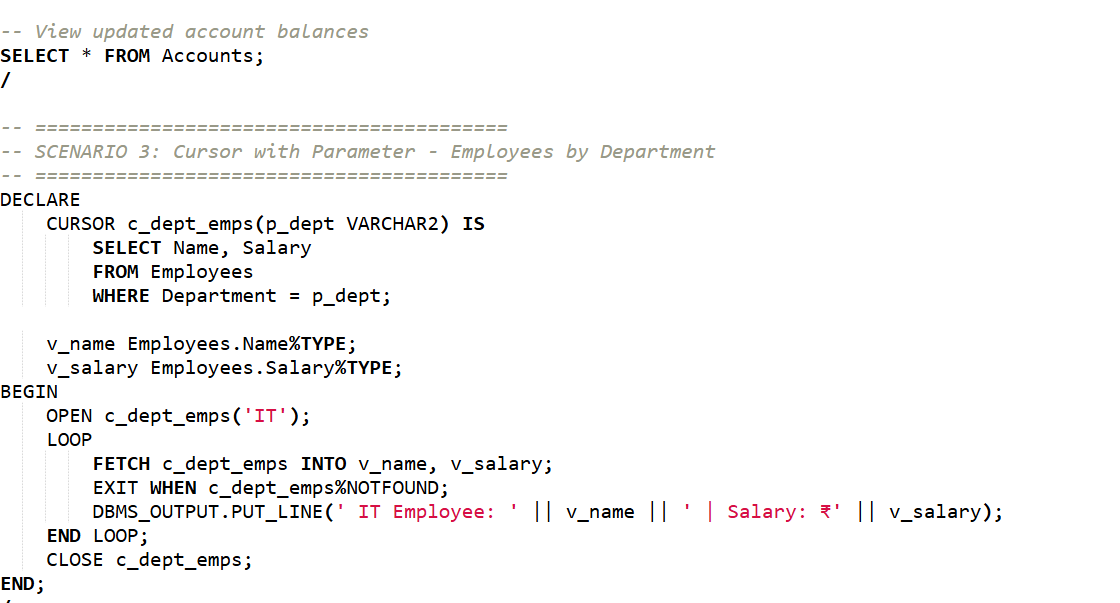 -- View updated account balances
SELECT * FROM Accounts;
/
-- =========================================
-- SCENARIO 3: Cursor with Parameter - Employees by Department
-- =========================================
DECLARE
    CURSOR c_dept_emps(p_dept VARCHAR2) IS
        SELECT Name, Salary
        FROM Employees
        WHERE Department = p_dept;
    v_name Employees.Name%TYPE;
    v_salary Employees.Salary%TYPE;
BEGIN
    OPEN c_dept_emps('IT');
    LOOP
        FETCH c_dept_emps INTO v_name, v_salary;
        EXIT WHEN c_dept_emps%NOTFOUND;
        DBMS_OUTPUT.PUT_LINE(' IT Employee: ' || v_name || ' | Salary: ₹' || v_salary);
    END LOOP;
    CLOSE c_dept_emps;
END;